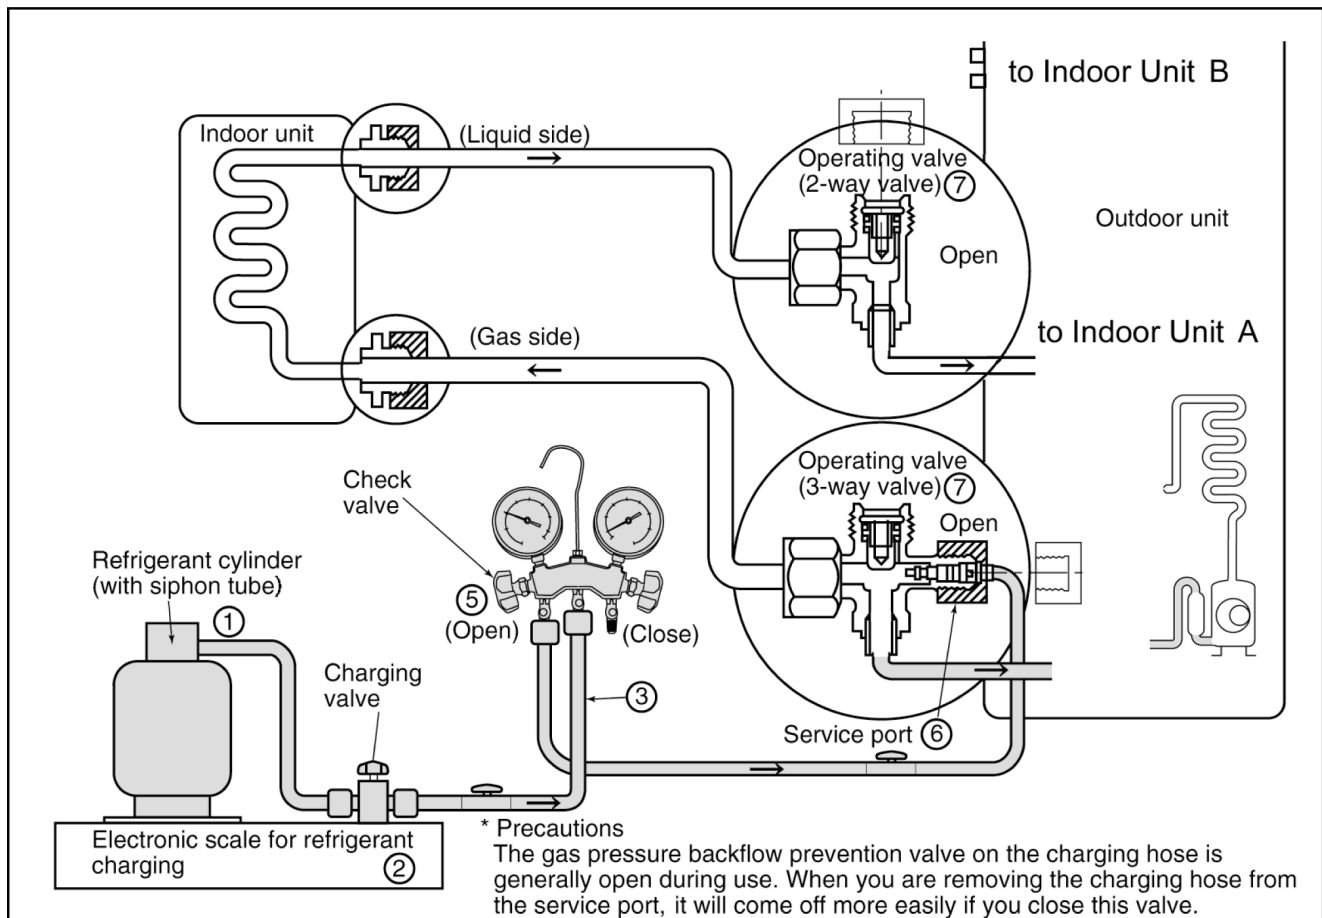 to Indoor Unit B
Indoor unit
(Liquid side)
Operating valve
(2-way valve) ⑦
Outdoor unit
Open
to Indoor Unit A
(Gas side)
Operating valve
(3-way valve) ⑦
Open
Check
valve
Refrigerant cylinder
(with siphon tube)
⑤
(Open)
(Close)
①
Charging
valve
③
Service port ⑥
Electronic scale for refrigerant
charging ②
* Precautions
The gas pressure backflow prevention valve on the charging hose is
generally open during use. When you are removing the charging hose from
the service port, it will come off more easily if you close this valve.